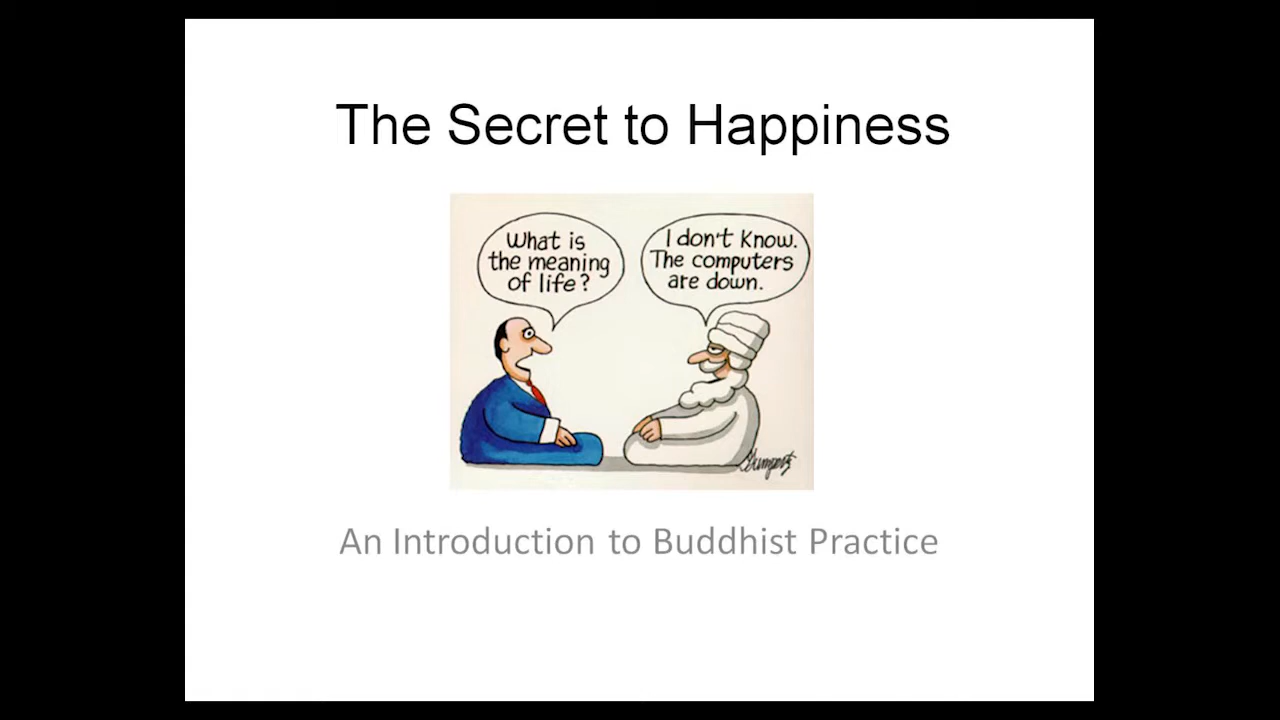 The Secret to Happiness
What is
the meaning
of life?
I don't know.
The computers
are down.
An Introduction to Buddhist Practice